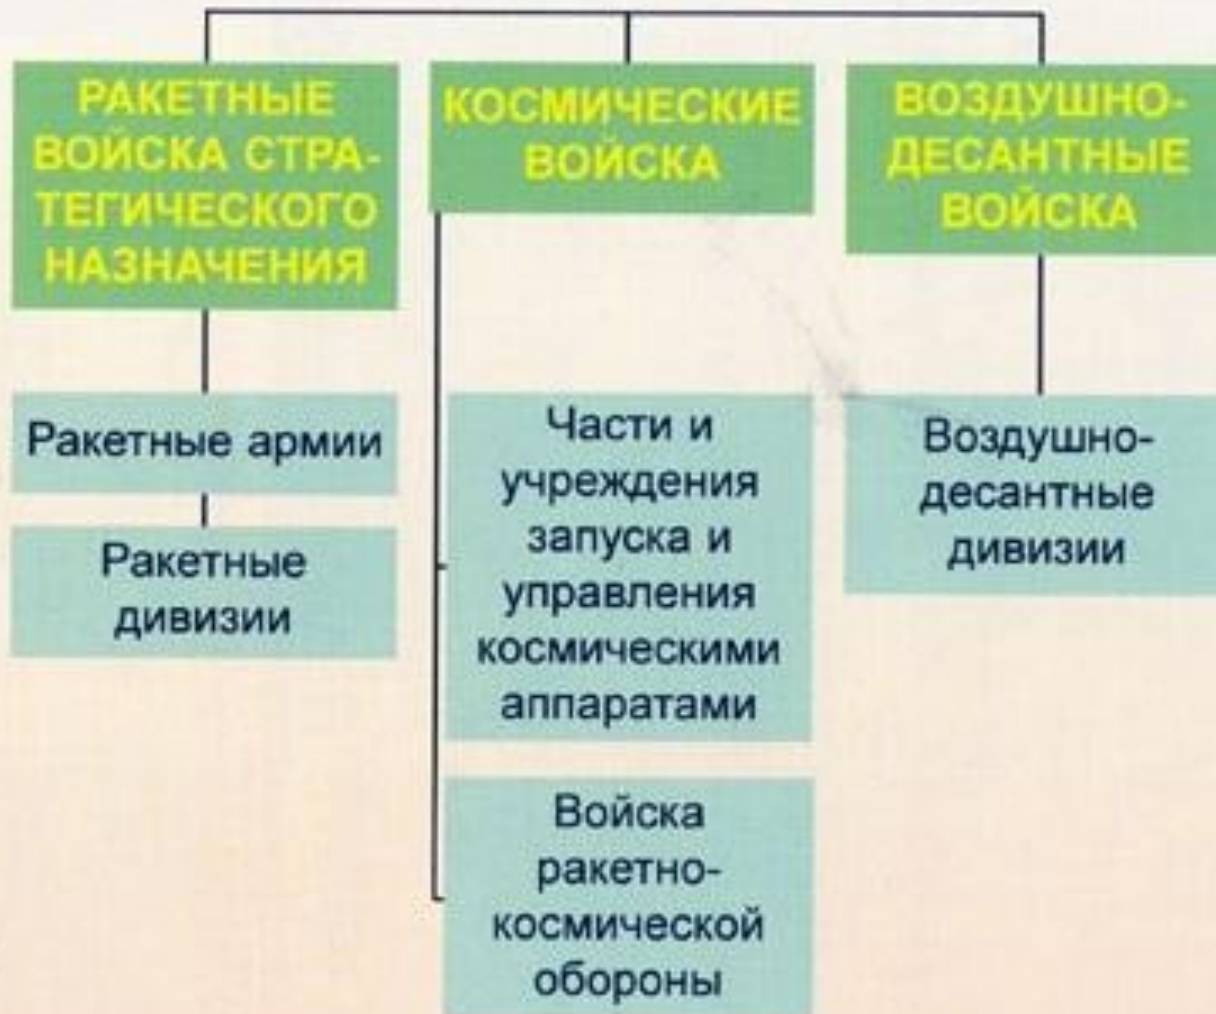 РАКЕТНЫЕ
ВОЙСКА СТРА-
ТЕГИЧЕСКОГО
НАЗНАЧЕНИЯ
Ракетные армии
Ракетные
дивизии
КОСМИЧЕСКИЕ
ВОЙСКА
Части и
учреждения
запуска и
управления
космическими
аппаратами
Войска
ракетно-
космической
обороны
ВОЗДУШНО-
ДЕСАНТНЫЕ
ВОЙСКА
Воздушно-
десантные
дивизии